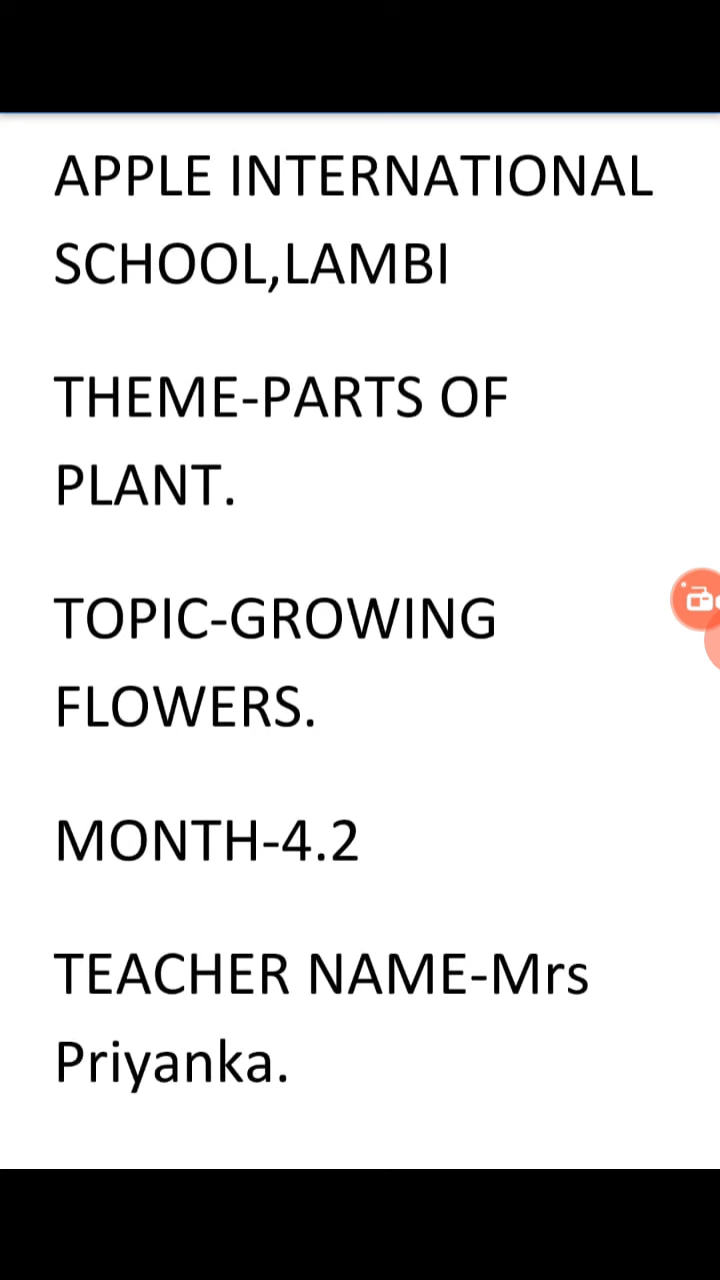 APPLE INTERNATIONAL
SCHOOL,LAMBI
THEME-PARTS OF
PLANT.
TOPIC-GROWING
FLOWERS.
MONTH-4.2
TEACHER NAME-Mrs
Priyanka.